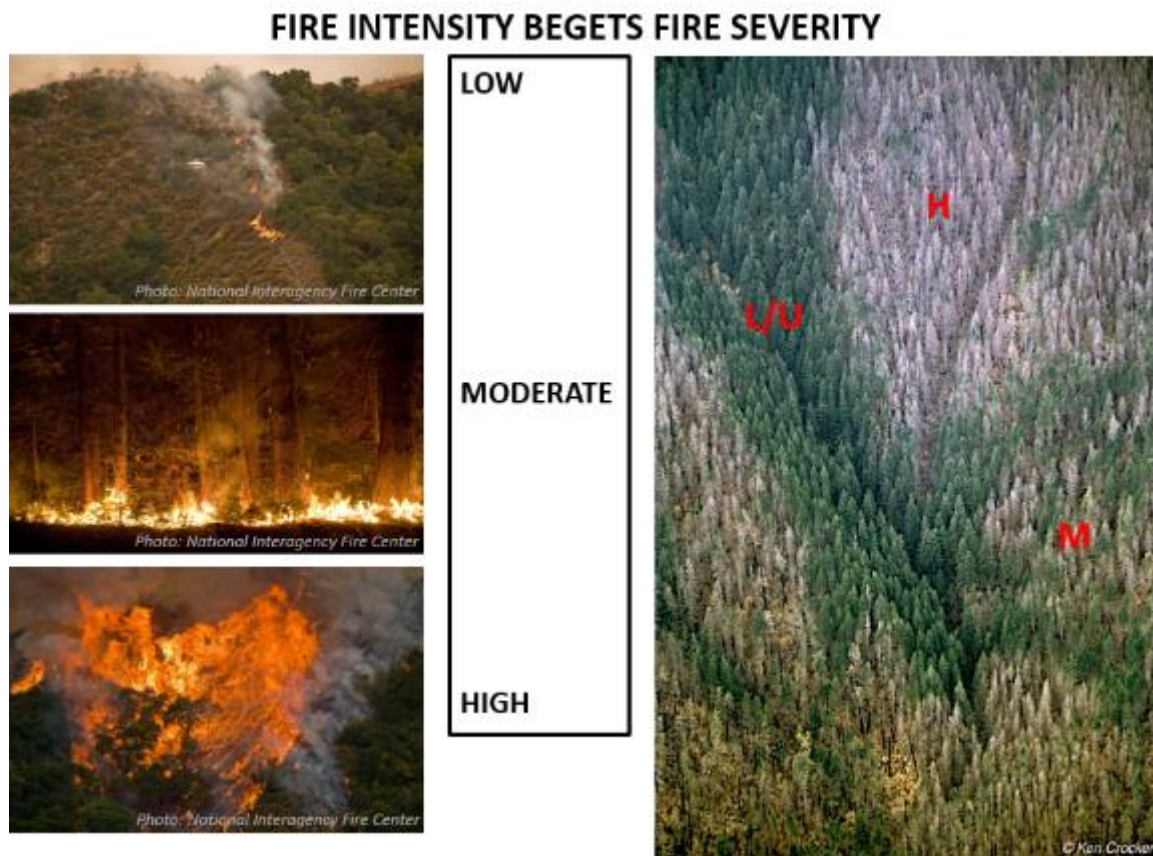 FIRE INTENSITY BEGETS FIRE SEVERITY
Photo: National Interagency Fire Center
Photo: National Interagency Fire Center
Photo: National Interagency Fire Center
LOW
MODERATE
HIGH
H
L/U
M
© Ken Crocker